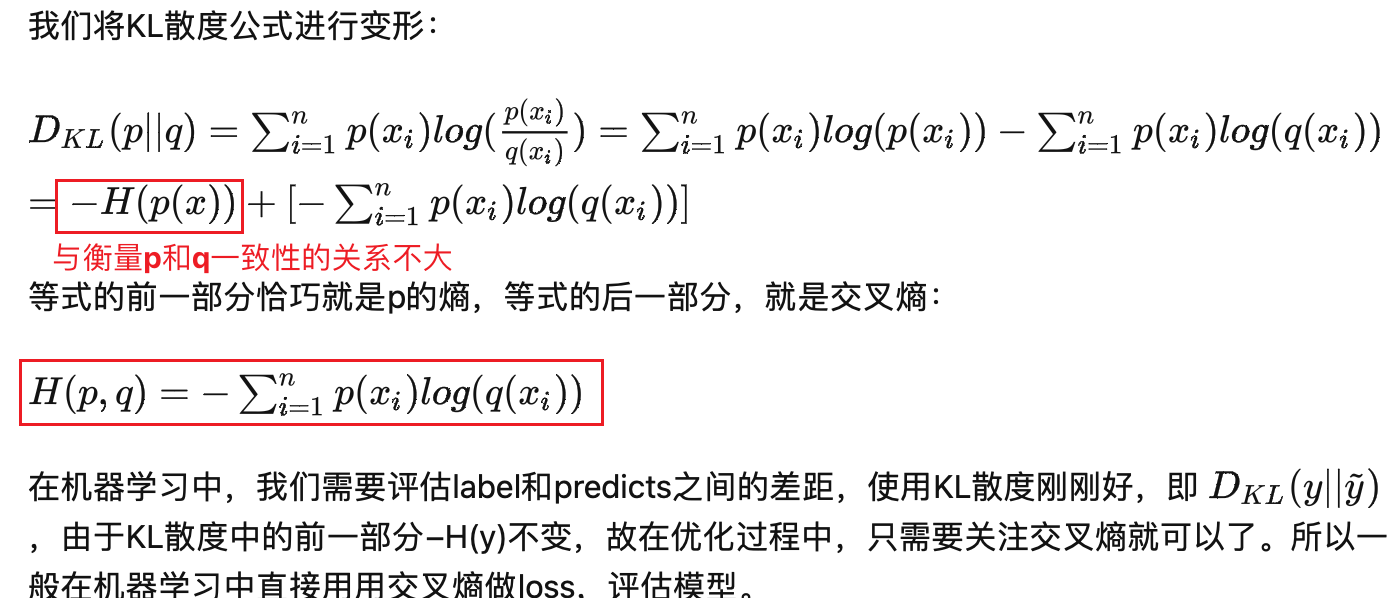 我们将KL散度公式进行变形：
D_{KL}(p||q) = \sum_{i=1}^{n} p(x_i)log(\frac{p(x_i)}{q(x_i)}) = \sum_{i=1}^{n} p(x_i)log(p(x_i)) - \sum_{i=1}^{n} p(x_i)log(q(x_i))
= -H(p(x)) + [-\sum_{i=1}^{n} p(x_i)log(q(x_i))]
与衡量p和q一致性的关系不大
等式的前一部分恰巧就是p的熵，等式的后一部分，就是交叉熵：
H(p,q) = -\sum_{i=1}^{n} p(x_i)log(q(x_i))
在机器学习中，我们需要评估label和predicts之间的差距，使用KL散度刚刚好，即 D_{KL}(y||\tilde{y})
，由于KL散度中的前一部分−H(y)不变，故在优化过程中，只需要关注交叉熵就可以了。所以一
般在机器学习中直接用用交叉熵做loss，评估模型。